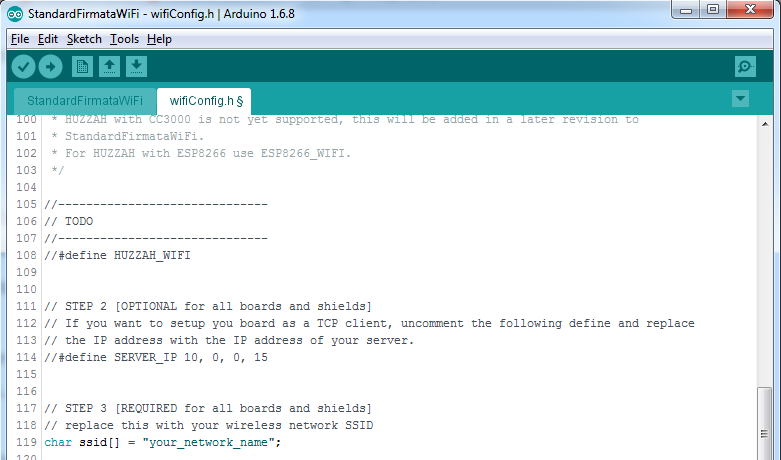 StandardFirmataWiFi - wifiConfig.h | Arduino 1.6.8
File Edit Sketch Tools Help
StandardFirmataWiFi wifiConfig.h §
100 * HUZZAH with CC3000 is not yet supported, this will be added in a later revision to
101 * StandardFirmataWiFi.
102 * For HUZZAH with ESP8266 use ESP8266_WIFI.
103 */
104
105 //------------------------------
106 // TODO
107 //------------------------------
108 //#define HUZZAH_WIFI
109
110
111 // STEP 2 [OPTIONAL for all boards and shields]
112 // If you want to setup you board as a TCP client, uncomment the following define and replace
113 // the IP address with the IP address of your server.
114 //#define SERVER_IP 10, 0, 0, 15
115
116
117 // STEP 3 [REQUIRED for all boards and shields]
118 // replace this with your wireless network SSID
119 char ssid[] = "your_network_name";
120